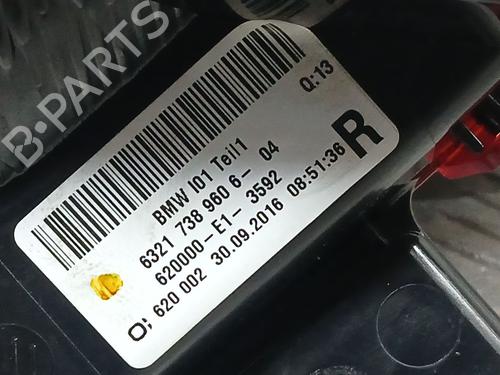 B-PARTS
Q:13
BMW I01 Teil1
R
6321 738 960 6- 04
620000-E1- 3592
O; 620 002 30.09.2016 08:51:36